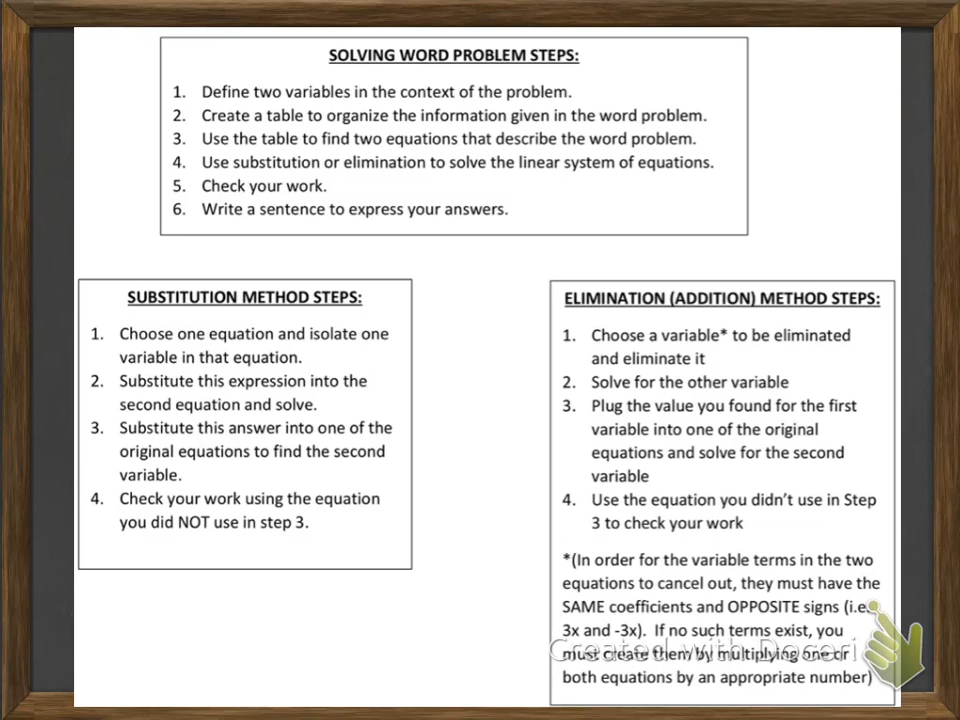 SOLVING WORD PROBLEM STEPS:
1. Define two variables in the context of the problem.
2. Create a table to organize the information given in the word problem.
3. Use the table to find two equations that describe the word problem.
4. Use substitution or elimination to solve the linear system of equations.
5. Check your work.
6. Write a sentence to express your answers.
SUBSTITUTION METHOD STEPS:
1. Choose one equation and isolate one
variable in that equation.
2. Substitute this expression into the
second equation and solve.
3. Substitute this answer into one of the
original equations to find the second
variable.
4. Check your work using the equation
you did NOT use in step 3.
ELIMINATION (ADDITION) METHOD STEPS:
1. Choose a variable* to be eliminated
and eliminate it
2. Solve for the other variable
3. Plug the value you found for the first
variable into one of the original
equations and solve for the second
variable
4. Use the equation you didn't use in Step
3 to check your work
*(In order for the variable terms in the two
equations to cancel out, they must have the
SAME coefficients and OPPOSITE signs (i.e.
3x and -3x). If no such terms exist, you
must create them by multiplying one or
both equations by an appropriate number)
Created with Doceri